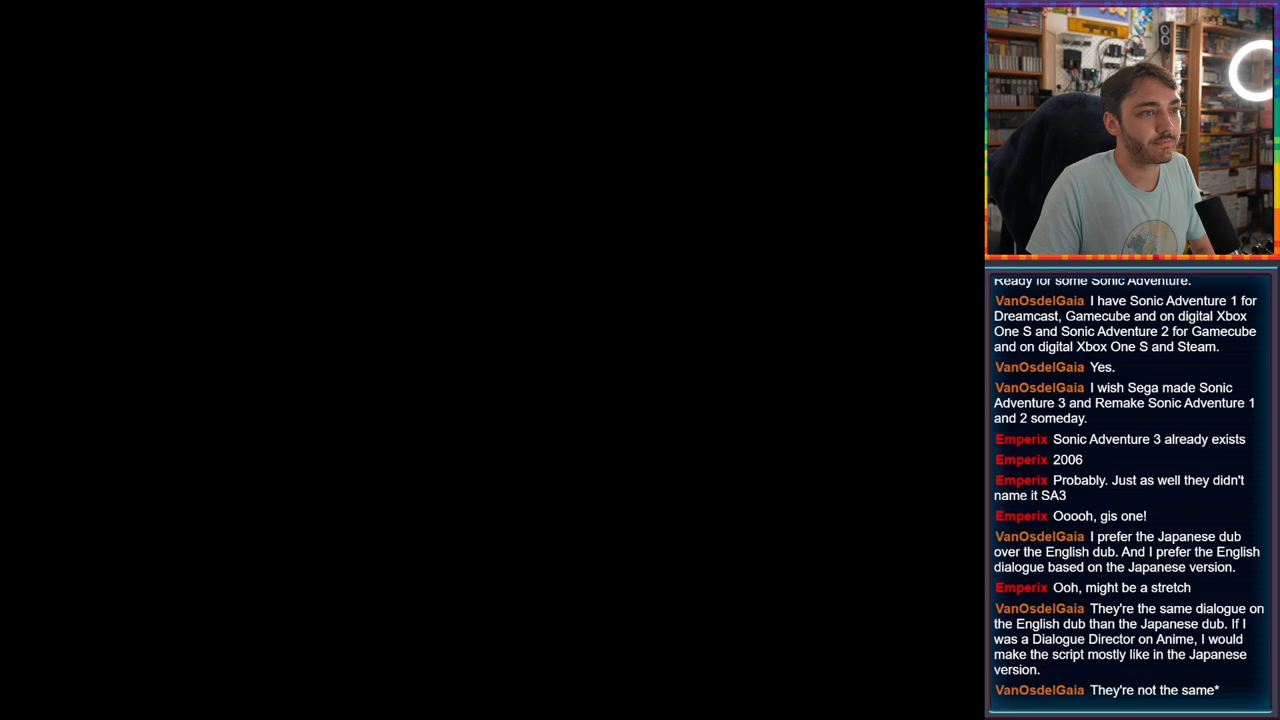 Ready for some Sonic Adventure.
VanOsdelGaia I have Sonic Adventure 1 for
Dreamcast, Gamecube and on digital Xbox
One S and Sonic Adventure 2 for Gamecube
and on digital Xbox One S and Steam.
VanOsdelGaia Yes.
VanOsdelGaia I wish Sega made Sonic
Adventure 3 and Remake Sonic Adventure 1
and 2 someday.
Emperix Sonic Adventure 3 already exists
Emperix 2006
Emperix Probably. Just as well they didn't
name it SA3
Emperix Ooooh, gis one!
VanOsdelGaia I prefer the Japanese dub
over the English dub. And I prefer the English
dialogue based on the Japanese version.
Emperix Ooh, might be a stretch
VanOsdelGaia They're the same dialogue on
the English dub than the Japanese dub. If I
was a Dialogue Director on Anime, I would
make the script mostly like in the Japanese
version.
VanOsdelGaia They're not the same*